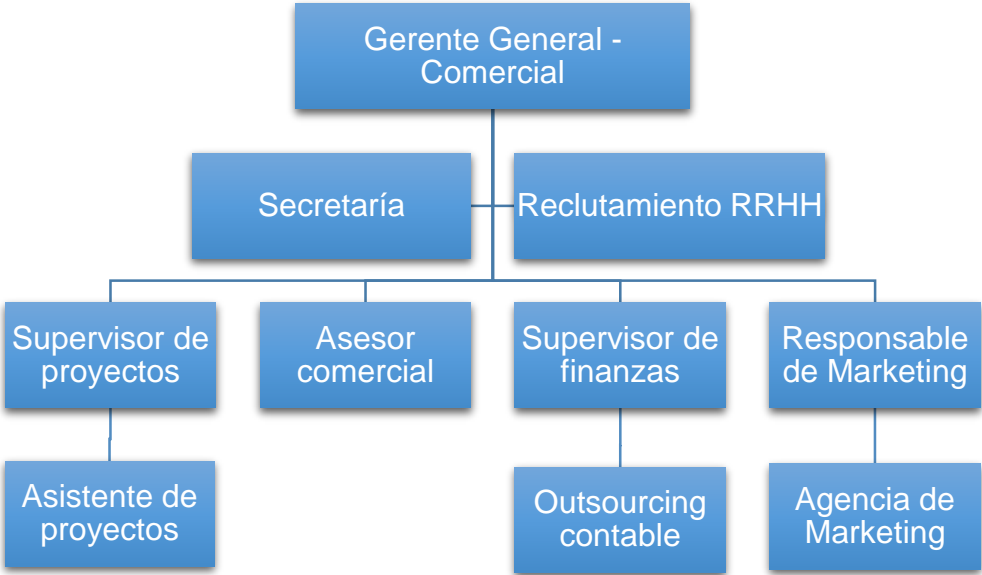 Gerente General -
Comercial
Secretaría
Reclutamiento RRHH
Supervisor de
proyectos
Asesor
comercial
Supervisor de
finanzas
Responsable
de Marketing
Asistente de
proyectos
Outsourcing
contable
Agencia de
Marketing